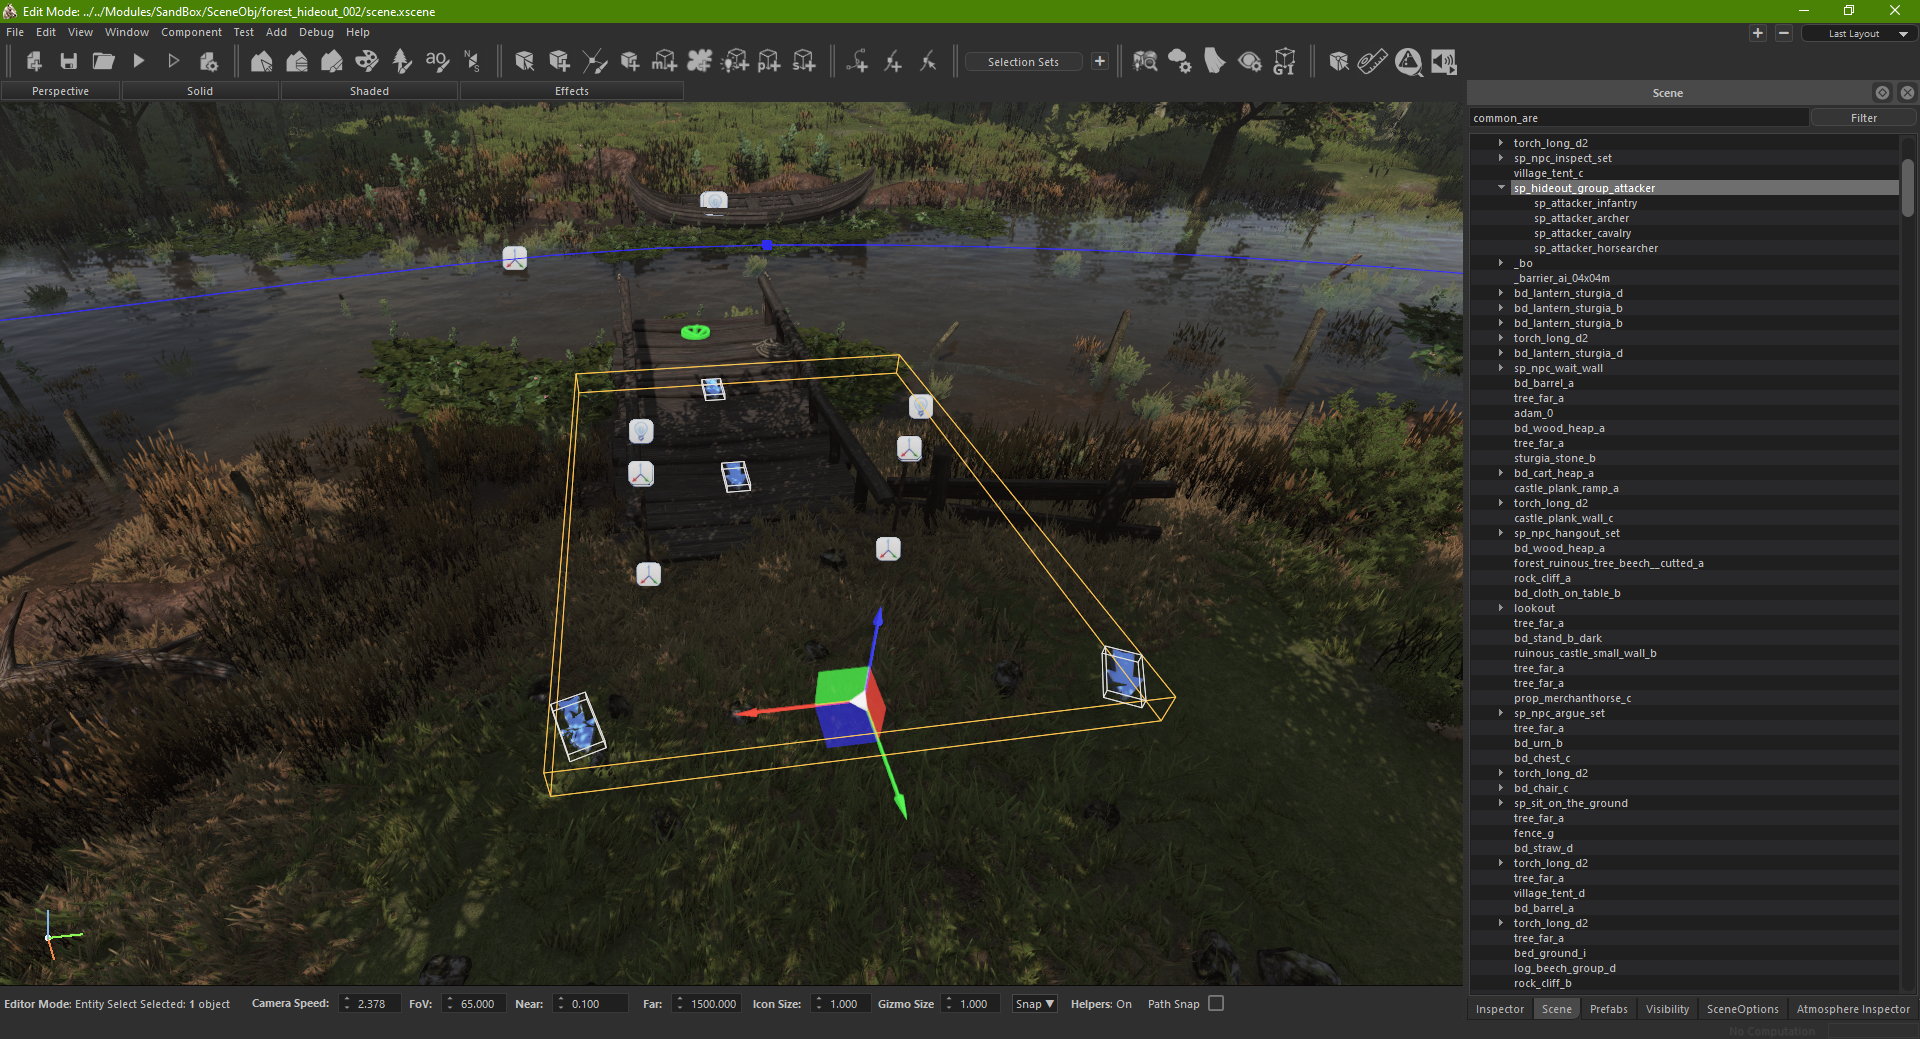 Edit Mode: ../../Modules/SandBox/SceneObj/forest_hideout_002/scene.xscene
File Edit View Window Component Test Add Debug Help
Last Layout
ao
N
S
m+
p+
s+
Selection Sets
GI
Perspective Solid Shaded Effects
Scene
common_are
Filter
torch_long_d2
sp_npc_inspect_set
village_tent_c
sp_hideout_group_attacker
sp_attacker_infantry
sp_attacker_archer
sp_attacker_cavalry
sp_attacker_horsearcher
_bo
_barrier_ai_04x04m
bd_lantern_sturgia_d
bd_lantern_sturgia_b
bd_lantern_sturgia_b
torch_long_d2
bd_lantern_sturgia_d
sp_npc_wait_wall
bd_barrel_a
tree_far_a
adam_0
bd_wood_heap_a
tree_far_a
sturgia_stone_b
bd_cart_heap_a
castle_plank_ramp_a
torch_long_d2
castle_plank_wall_c
sp_npc_hangout_set
bd_wood_heap_a
forest_ruinous_tree_beech__cutted_a
rock_cliff_a
bd_cloth_on_table_b
lookout
tree_far_a
bd_stand_b_dark
ruinous_castle_small_wall_b
tree_far_a
tree_far_a
prop_merchanthorse_c
sp_npc_argue_set
tree_far_a
bd_urn_b
bd_chest_c
torch_long_d2
bd_chair_c
sp_sit_on_the_ground
tree_far_a
fence_g
bd_straw_d
torch_long_d2
tree_far_a
village_tent_d
bd_barrel_a
torch_long_d2
tree_far_a
bed_ground_i
log_beech_group_d
rock_cliff_b
Editor Mode: Entity Select Selected: 1 object Camera Speed: 2.378 FoV: 65.000 Near: 0.100 Far: 1500.000 Icon Size: 1.000 Gizmo Size 1.000 Snap Helpers: On Path Snap
Inspector Scene Prefabs Visibility SceneOptions Atmosphere Inspector
No Computation